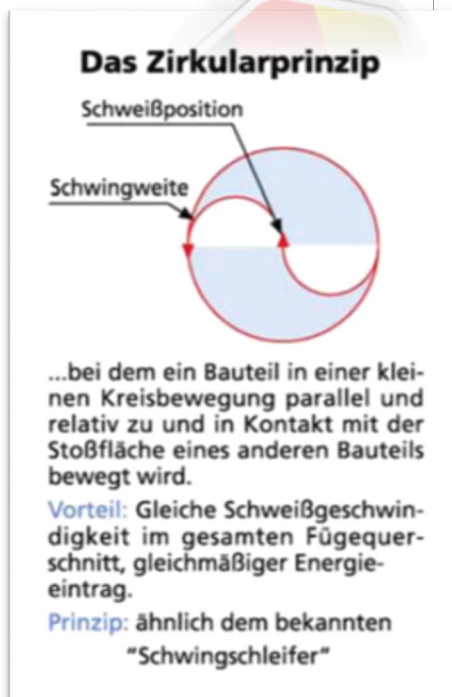 Das Zirkularprinzip
Schweißposition
Schwingweite
...bei dem ein Bauteil in einer klei-
nen Kreisbewegung parallel und
relativ zu und in Kontakt mit der
Stoßfläche eines anderen Bauteils
bewegt wird.
Vorteil: Gleiche Schweißgeschwin-
digkeit im gesamten Fügequer-
schnitt, gleichmäßiger Energie-
eintrag.
Prinzip: ähnlich dem bekannten
"Schwingschleifer"